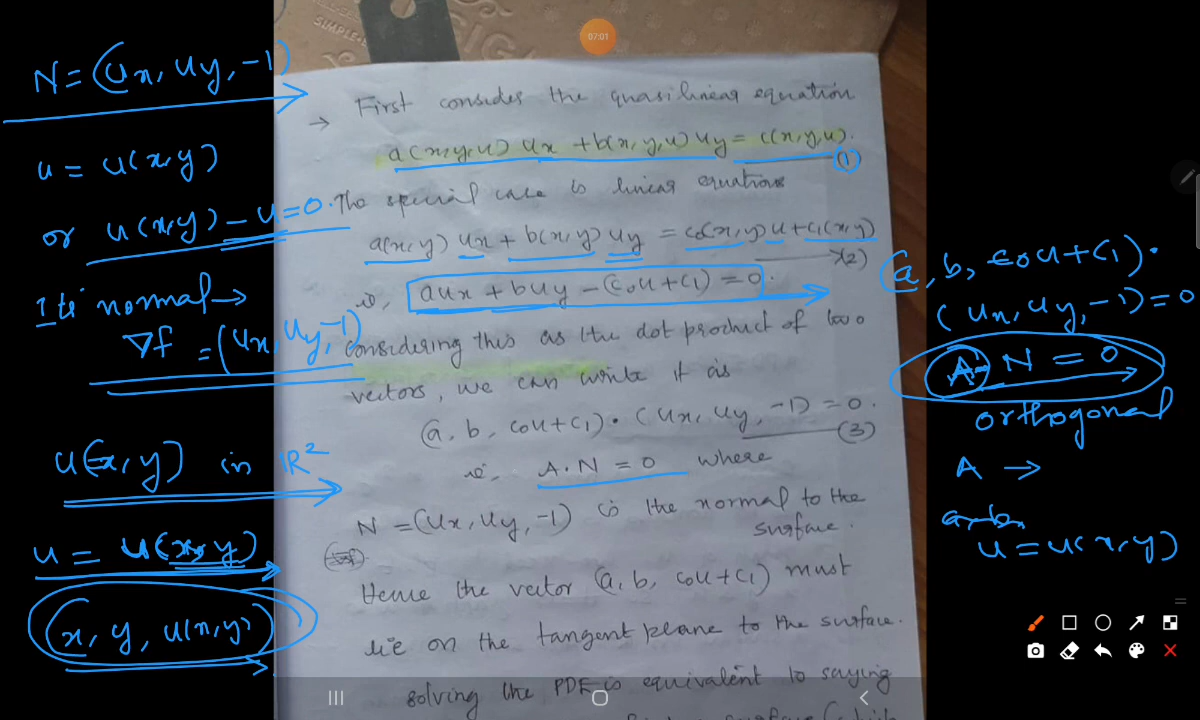 SIMPLE
07:01
N = (ux, uy, -1)
u = u(x,y)
or u(x,y) - u = 0.
Its normal →
∇f = (ux, uy, -1)
u(x,y) in IR²
u = u(x,y)
(x, y, u(x,y))
→ First consider the quasilinear equation
a(x,y,u) ux + b(x,y,u) uy = c(x,y,u).
(1)
The special case is linear equations
a(x,y) ux + b(x,y) uy = c0(x,y)u + c1(x,y)
(2)
ie, aux + buy - (c0u + c1) = 0.
considering this as the dot product of two
vectors, we can write it as
(a, b, c0u + c1) . (ux, uy, -1) = 0.
(3)
ie, A.N = 0 where
N = (ux, uy, -1) is the normal to the
surface.
Hence the vector (a, b, c0u + c1) must
lie on the tangent plane to the surface.
solving the PDE is equivalent to saying
(a, b, c0u + c1) .
(ux, uy, -1) = 0
A. N = 0
orthogonal
A →
u = u(x,y)